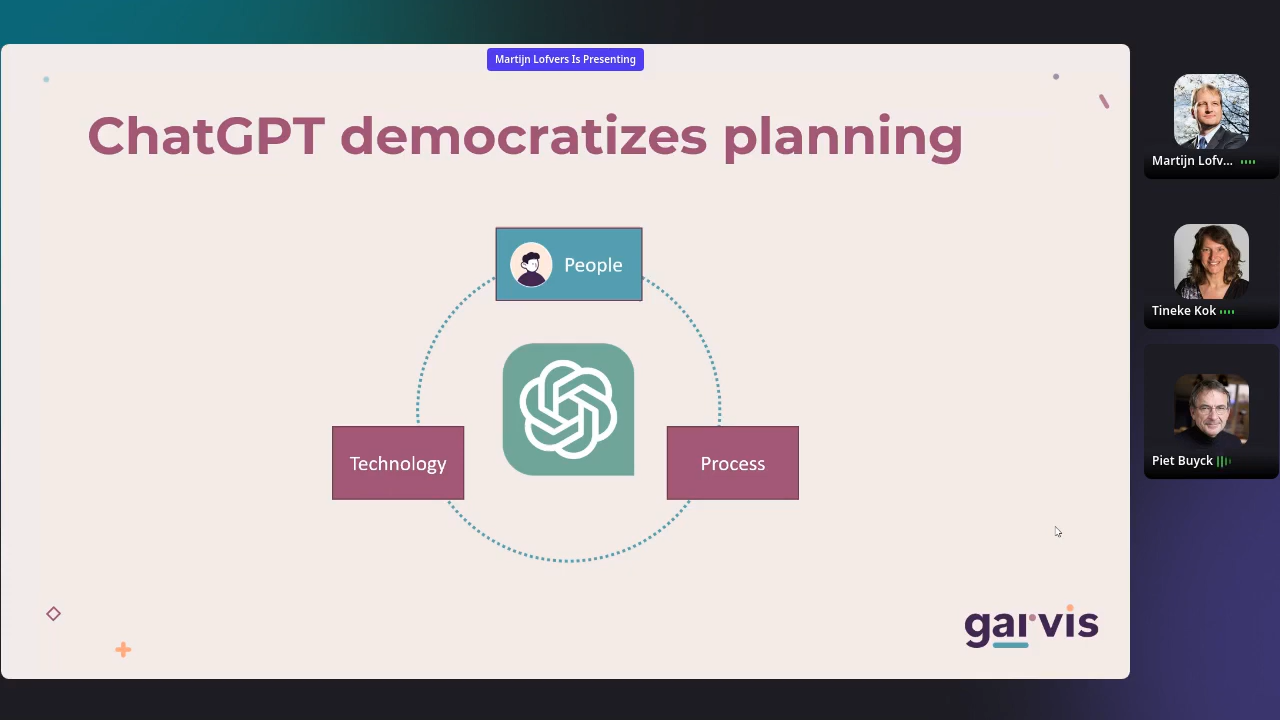 Martijn Lofvers Is Presenting
ChatGPT democratizes planning
People
Technology
Process
garvis
Martijn Lofv...
Tineke Kok
Piet Buyck